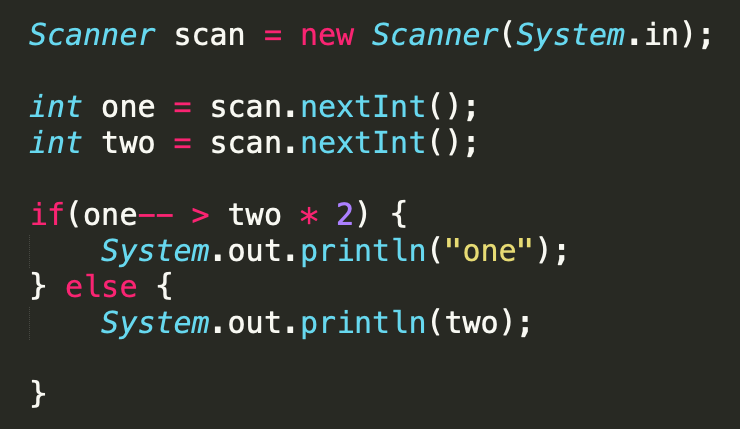 Scanner scan = new Scanner(System.in);
int one = scan.nextInt();
int two = scan.nextInt();
if(one-- > two * 2) {
System.out.println("one");
} else {
System.out.println(two);
}